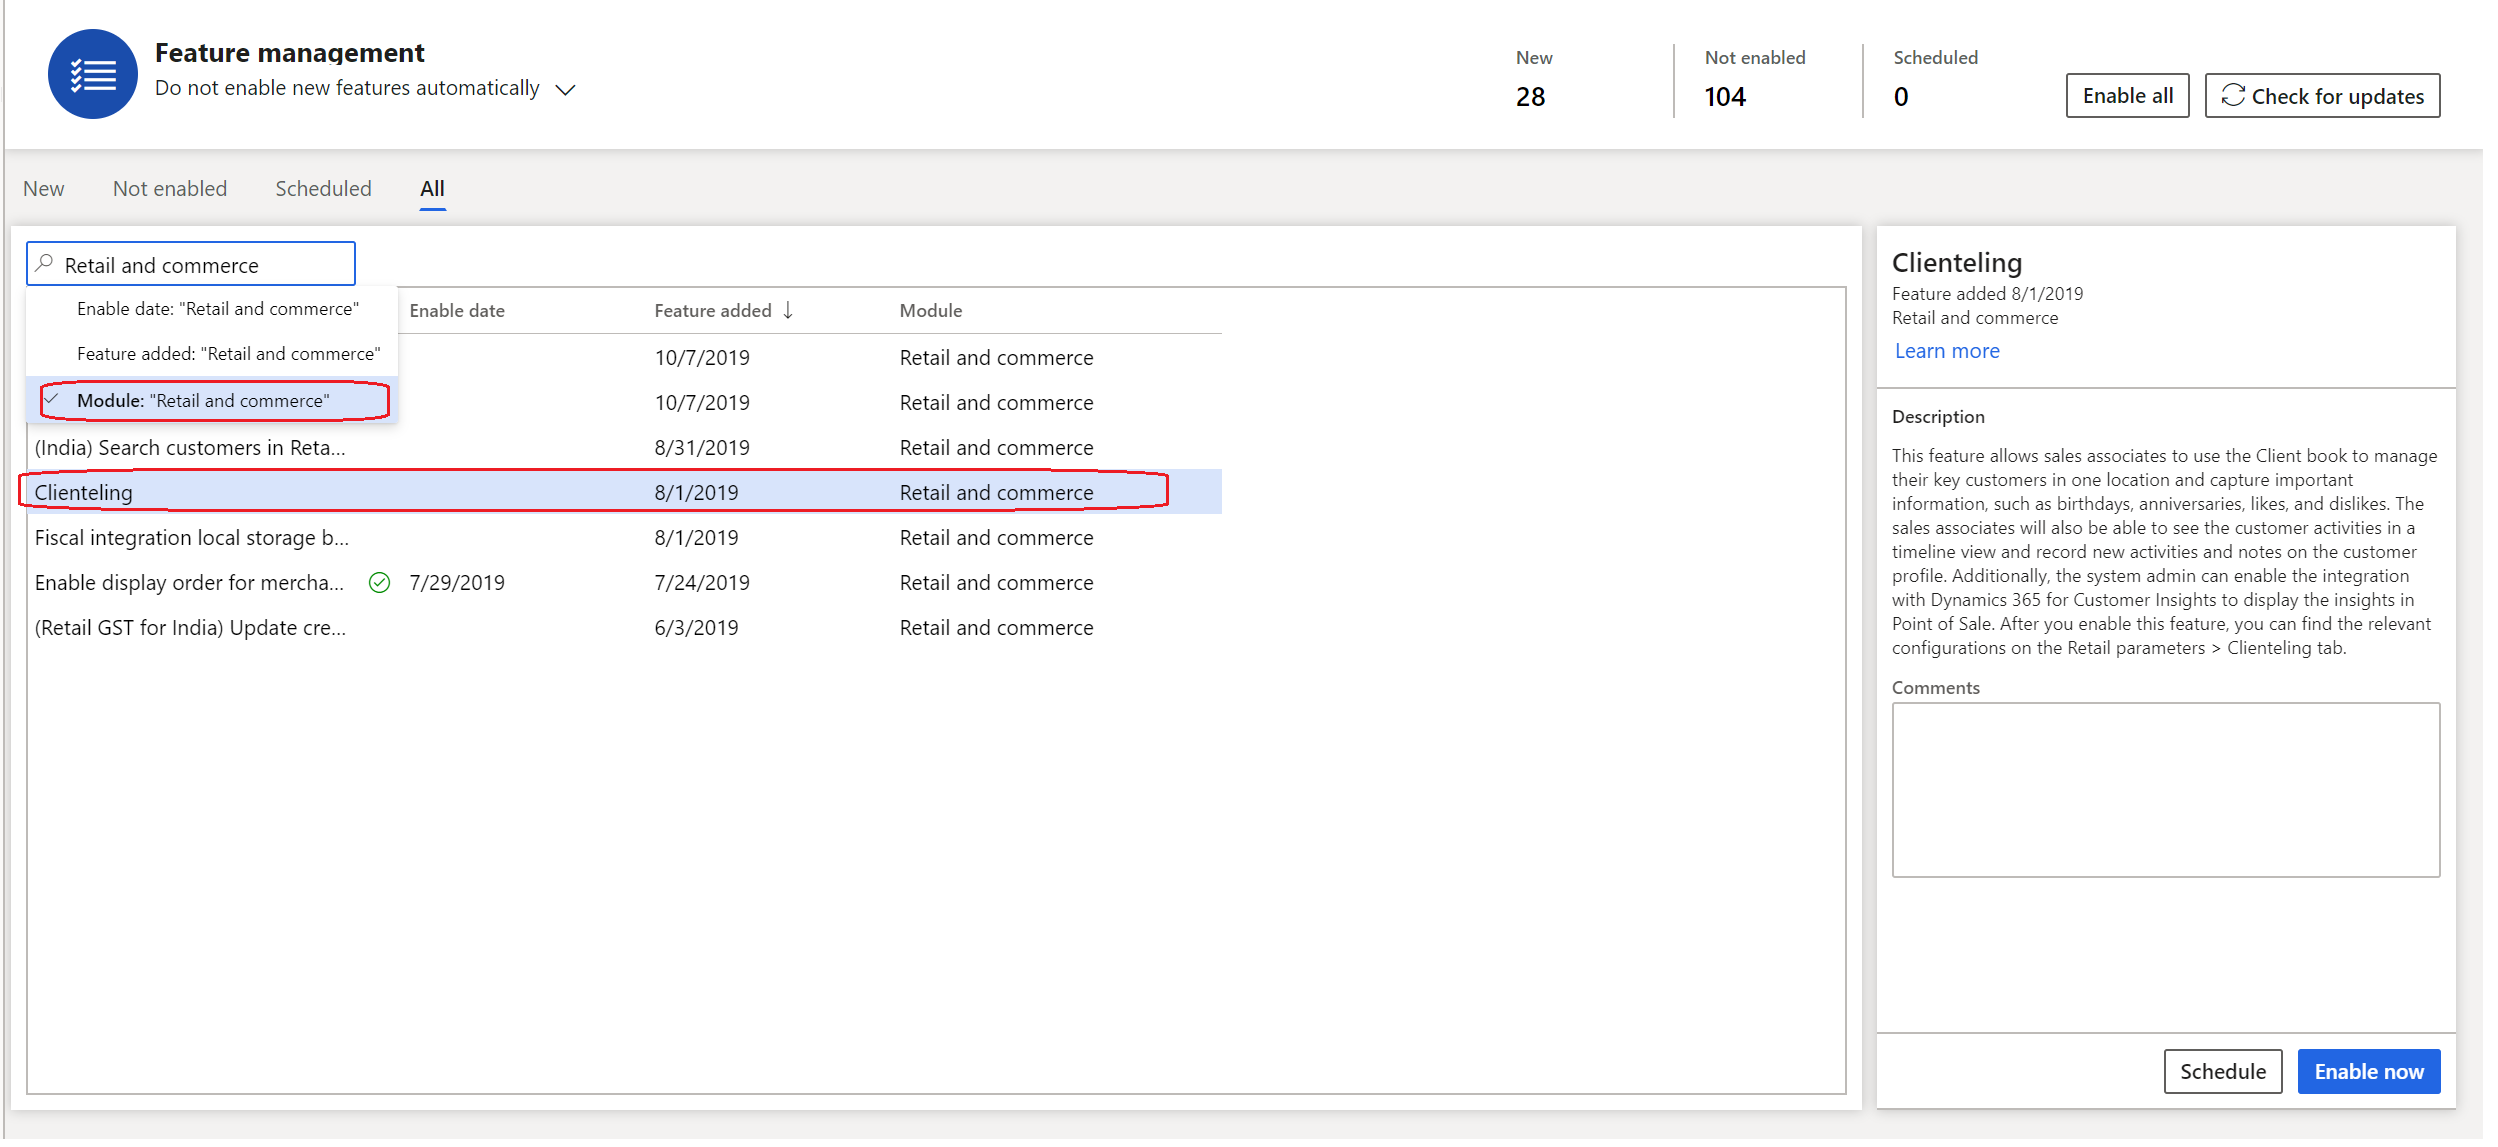 Feature management
Do not enable new features automatically
New
28
Not enabled
104
Scheduled
0
Enable all
Check for updates
New
Not enabled
Scheduled
All
Retail and commerce
Enable date: "Retail and commerce"
Feature added: "Retail and commerce"
Module: "Retail and commerce"
Enable date
Feature added ↓
Module
10/7/2019
Retail and commerce
10/7/2019
Retail and commerce
(India) Search customers in Reta...
8/31/2019
Retail and commerce
Clienteling
8/1/2019
Retail and commerce
Fiscal integration local storage b...
8/1/2019
Retail and commerce
Enable display order for mercha...
7/29/2019
7/24/2019
Retail and commerce
(Retail GST for India) Update cre...
6/3/2019
Retail and commerce
Clienteling
Feature added 8/1/2019
Retail and commerce
Learn more
Description
This feature allows sales associates to use the Client book to manage
their key customers in one location and capture important
information, such as birthdays, anniversaries, likes, and dislikes. The
sales associates will also be able to see the customer activities in a
timeline view and record new activities and notes on the customer
profile. Additionally, the system admin can enable the integration
with Dynamics 365 for Customer Insights to display the insights in
Point of Sale. After you enable this feature, you can find the relevant
configurations on the Retail parameters > Clienteling tab.
Comments
Schedule
Enable now